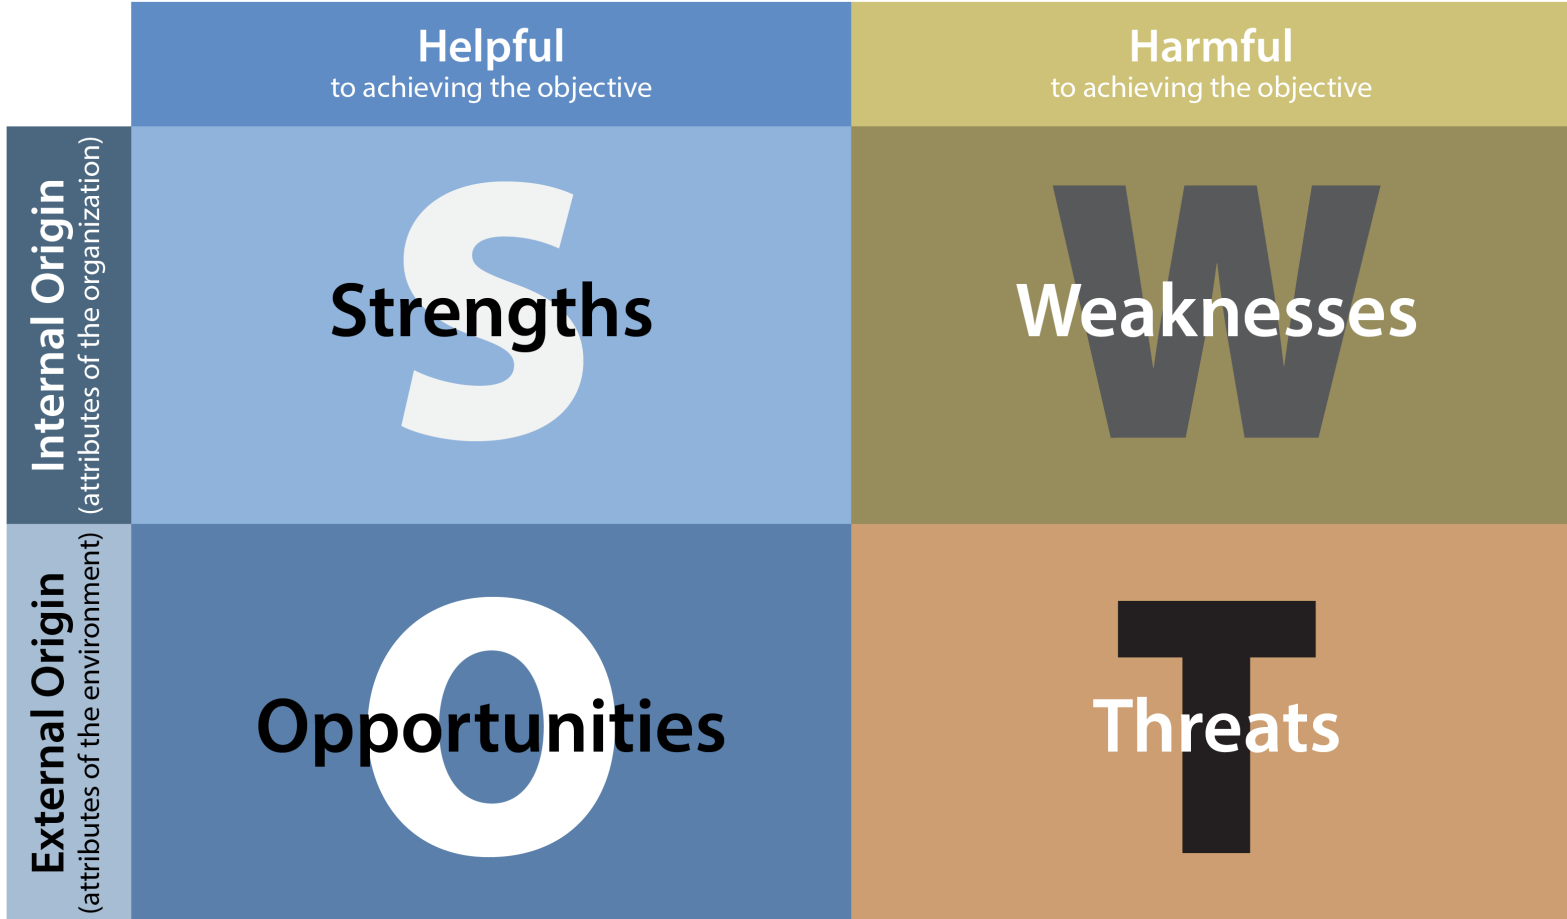 Helpful
to achieving the objective
Harmful
to achieving the objective
Internal Origin
(attributes of the organization)
S
Strengths
W
Weaknesses
External Origin
(attributes of the environment)
O
Opportunities
T
Threats